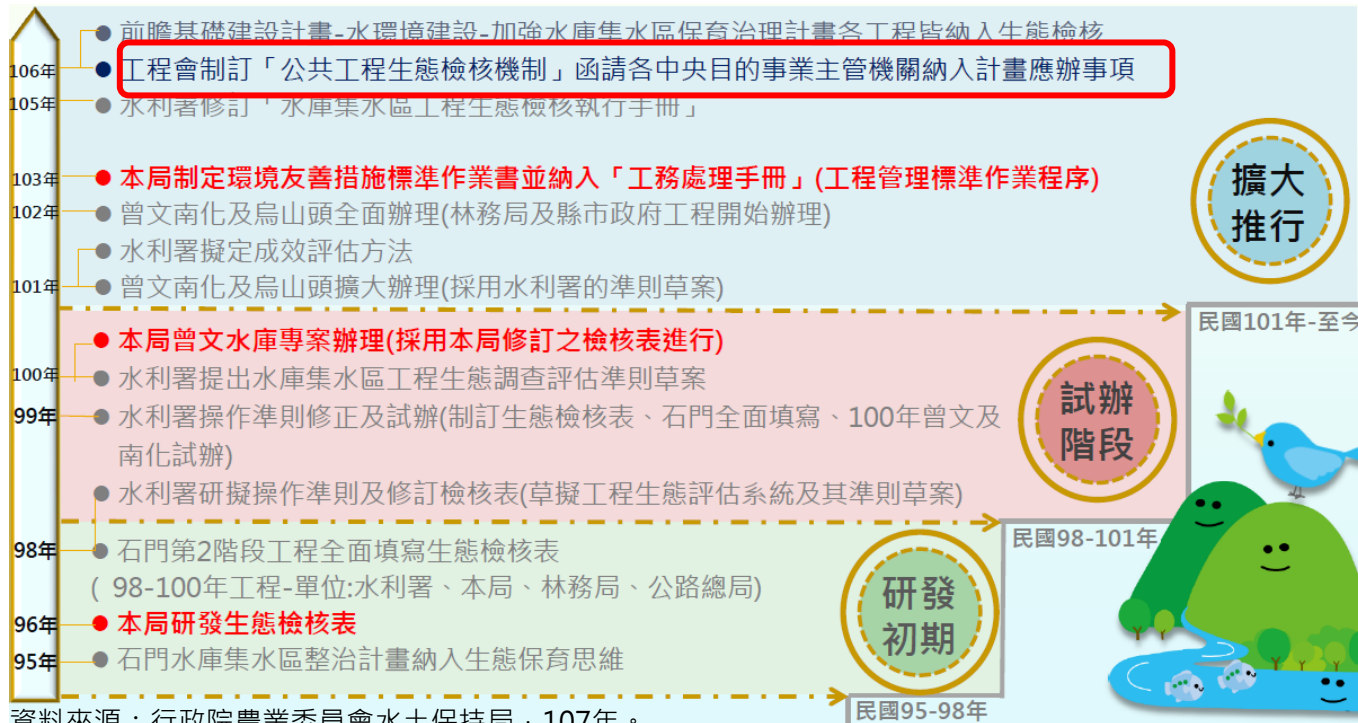 前瞻基礎建設計畫-水環境建設-加強水庫集水區保育治理計畫各工程皆納入生態檢核
106年
工程會制訂「公共工程生態檢核機制」函請各中央目的事業主管機關納入計畫應辦事項
105年
水利署修訂「水庫集水區工程生態檢核執行手冊」
103年
本局制定環境友善措施標準作業書並納入「工務處理手冊」(工程管理標準作業程序)
102年
曾文南化及烏山頭全面辦理(林務局及縣市政府工程開始辦理)
水利署擬定成效評估方法
101年
曾文南化及烏山頭擴大辦理(採用水利署的準則草案)
擴大
推行
民國101年-至今
本局曾文水庫專案辦理(採用本局修訂之檢核表進行)
100年
水利署提出水庫集水區工程生態調查評估準則草案
99年
水利署操作準則修正及試辦(制訂生態檢核表、石門全面填寫、100年曾文及
南化試辦)
水利署研擬操作準則及修訂檢核表(草擬工程生態評估系統及其準則草案)
試辦
階段
民國98-101年
98年
石門第2階段工程全面填寫生態檢核表
( 98-100年工程-單位:水利署、本局、林務局、公路總局)
96年
本局研發生態檢核表
95年
石門水庫集水區整治計畫納入生態保育思維
研發
初期
民國95-98年
資料來源：行政院農業委員會水土保持局，107年。